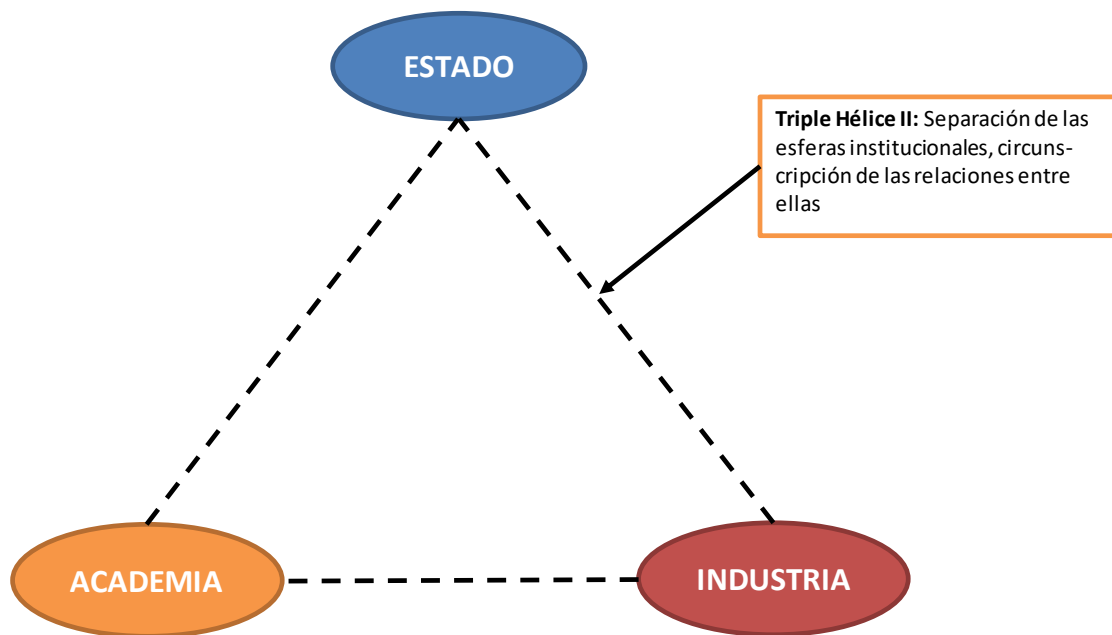 ESTADO
Triple Hélice II: Separación de las
esferas institucionales, circuns-
cripción de las relaciones entre
ellas
ACADEMIA
INDUSTRIA